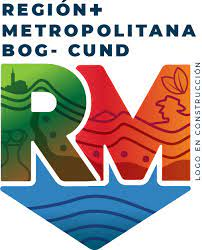 REGIÓN+
METROPOLITANA
BOG- CUND
RM
LOGO EN CONSTRUCCIÓN